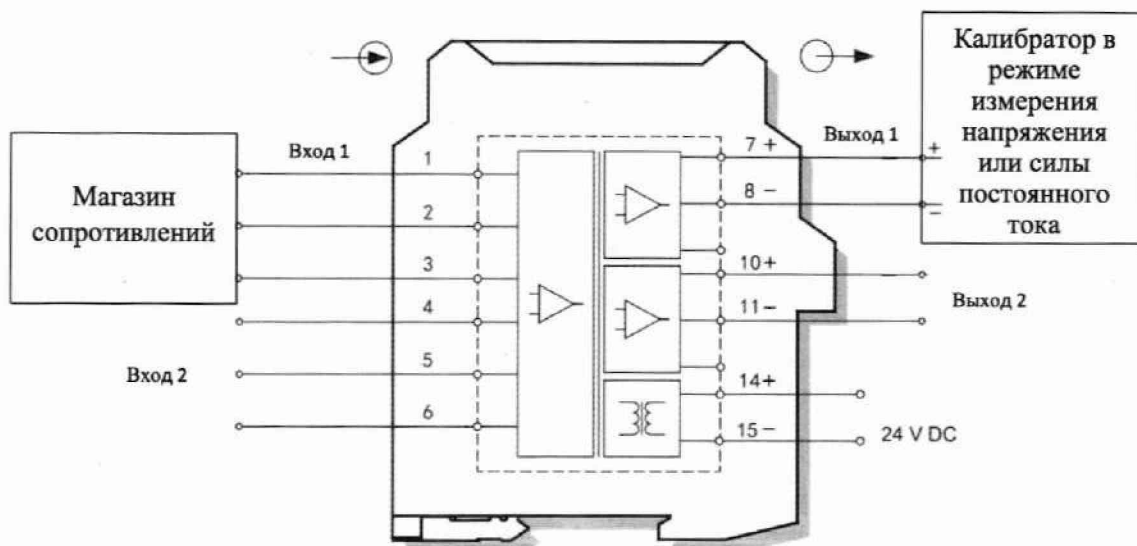 Магазин
сопротивлений
Вход 1
1
2
3
4
Вход 2
5
6
7 +
Выход 1
8 −
10+
11−
Выход 2
14+
15−
24 V DC
Калибратор в
режиме
измерения
напряжения
или силы
постоянного
тока
+
−